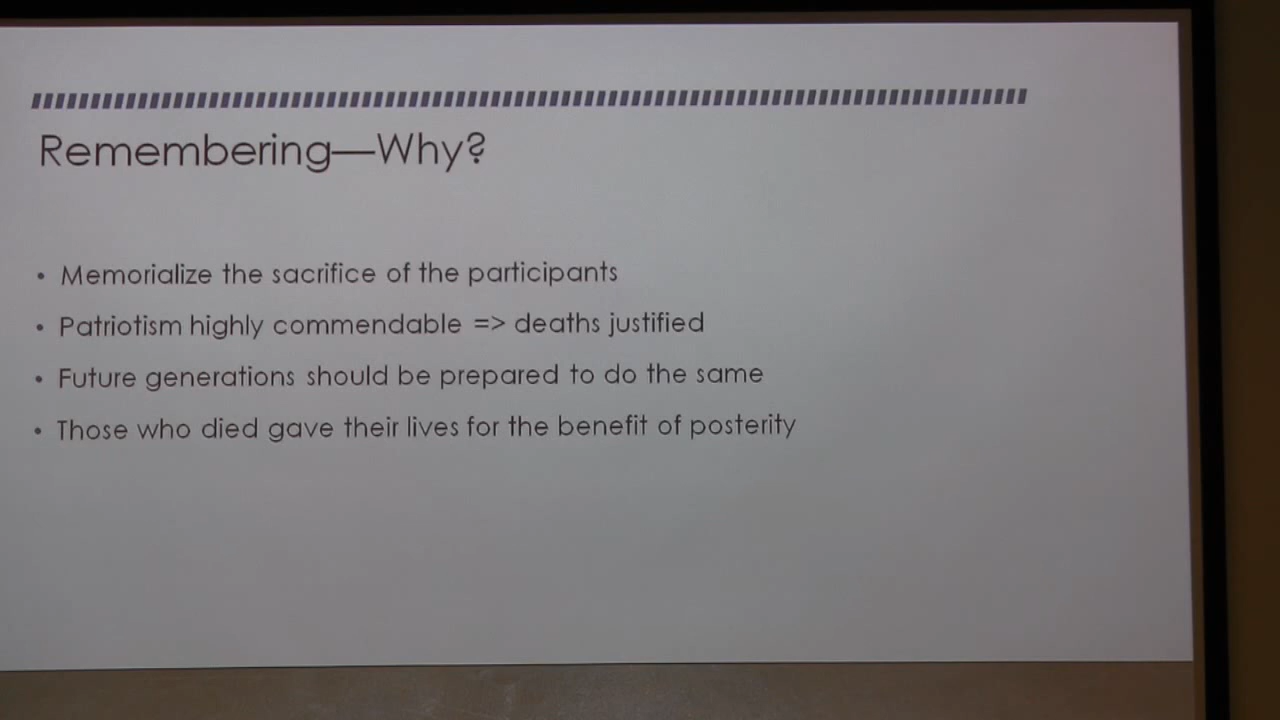 Remembering—Why?
• Memorialize the sacrifice of the participants
• Patriotism highly commendable => deaths justified
• Future generations should be prepared to do the same
• Those who died gave their lives for the benefit of posterity